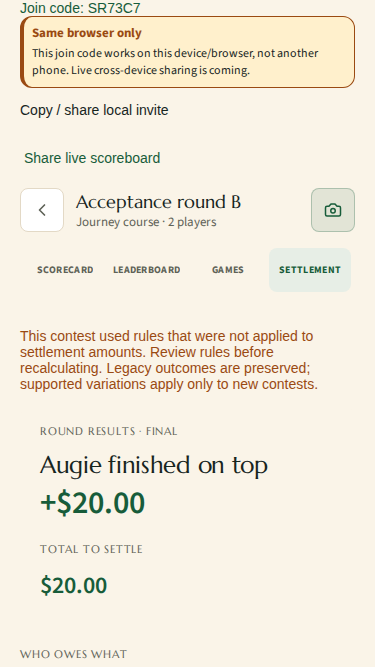 Join code: SR73C7
Same browser only
This join code works on this device/browser, not another
phone. Live cross-device sharing is coming.
Copy / share local invite
Share live scoreboard
Acceptance round B
Journey course · 2 players
SCORECARD LEADERBOARD GAMES SETTLEMENT
This contest used rules that were not applied to
settlement amounts. Review rules before
recalculating. Legacy outcomes are preserved;
supported variations apply only to new contests.
ROUND RESULTS · FINAL
Augie finished on top
+$20.00
TOTAL TO SETTLE
$20.00
WHO OWES WHAT